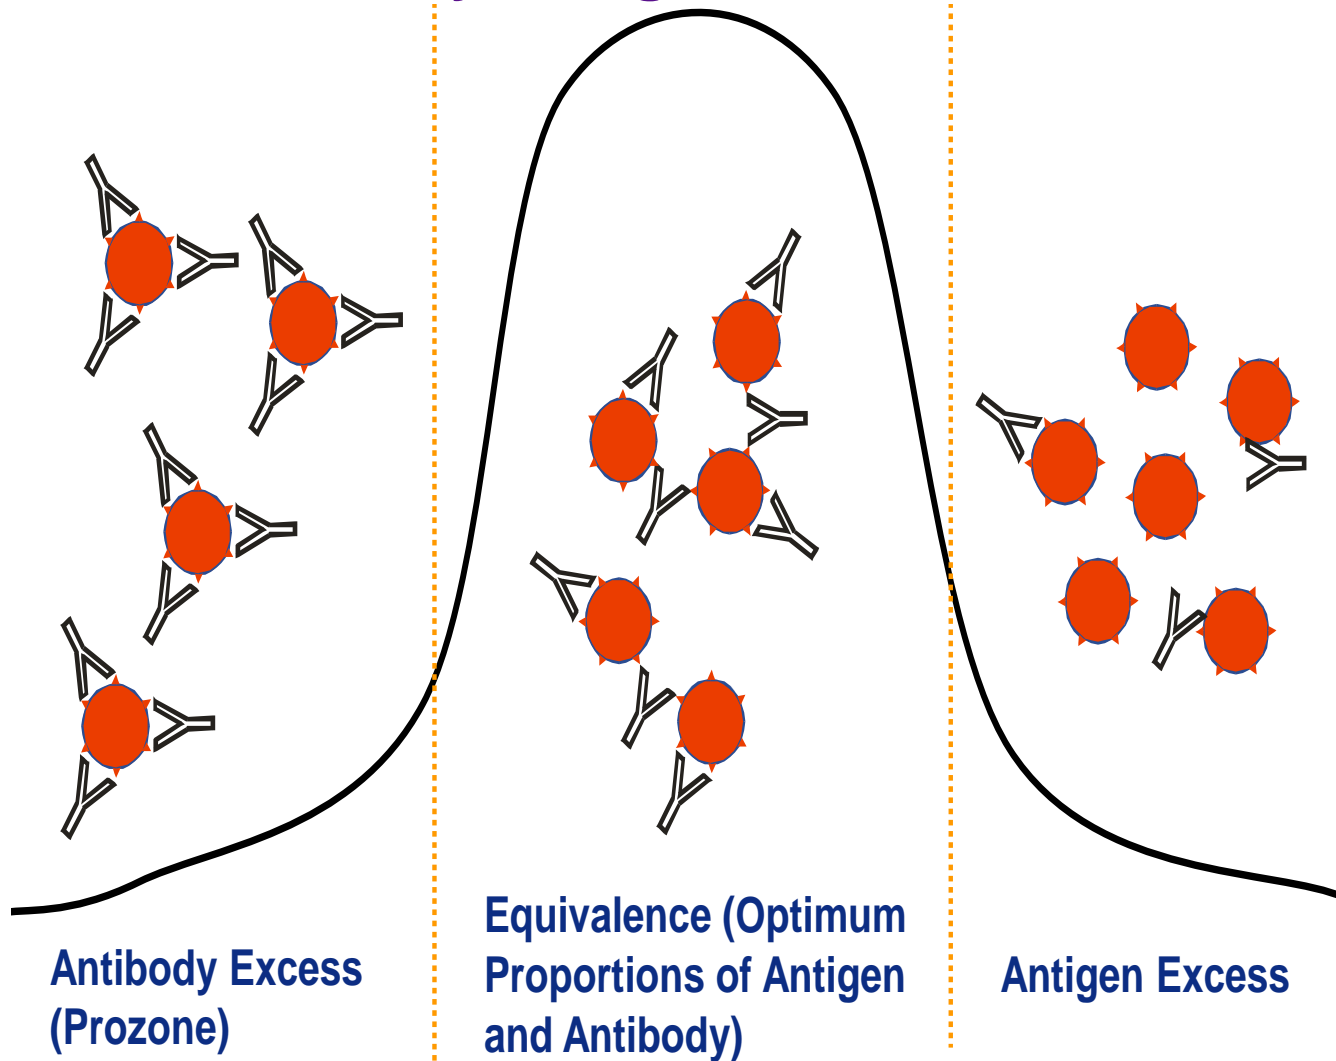 Antibody Excess
(Prozone)
Equivalence (Optimum
Proportions of Antigen
and Antibody)
Antigen Excess